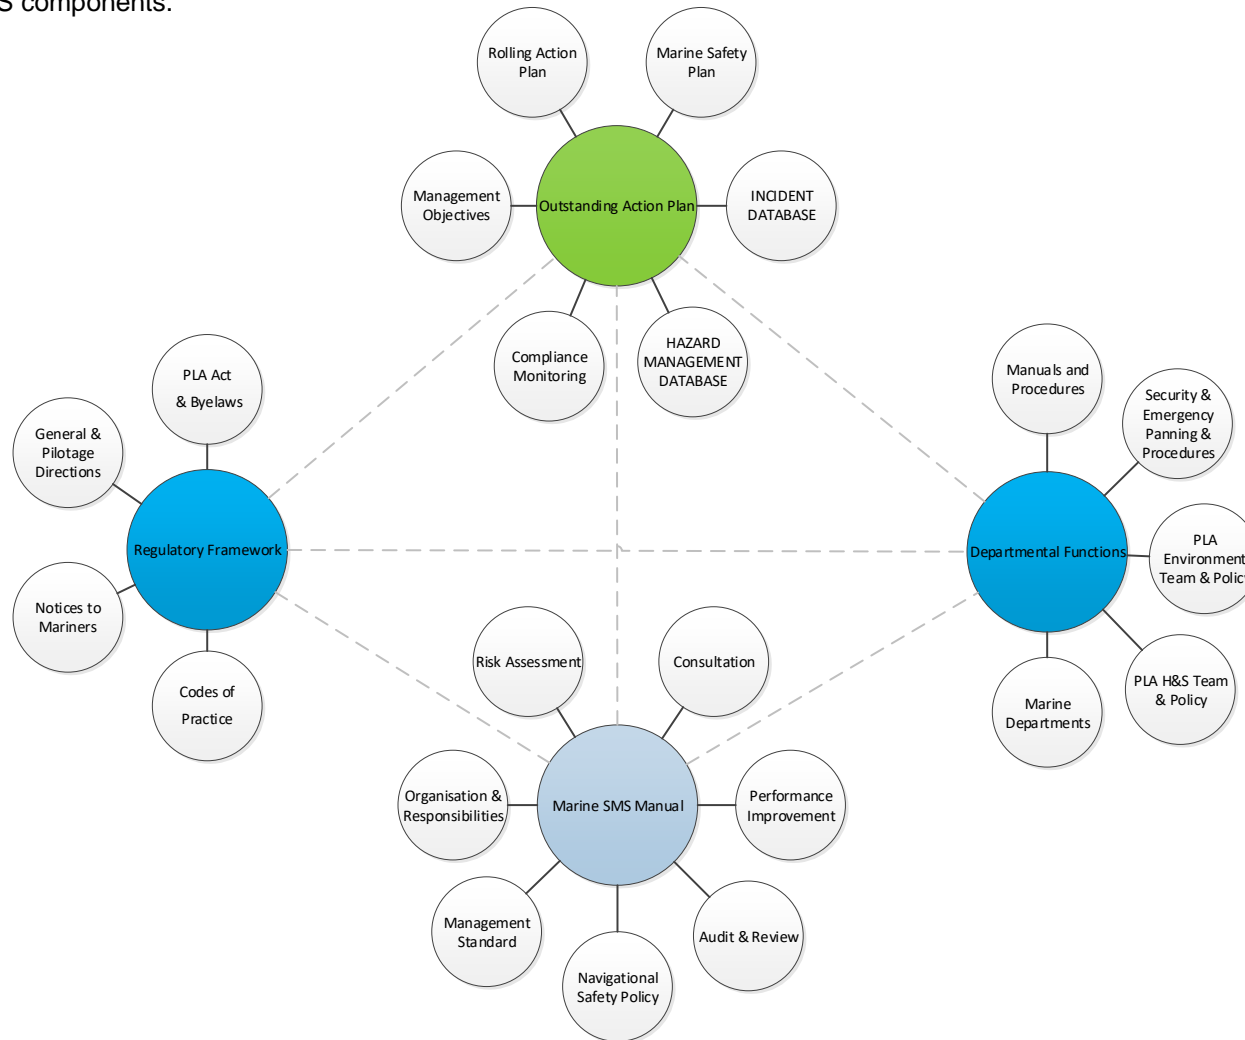 S components.
Rolling Action
Plan
Marine Safety
Plan
Management
Objectives
Outstanding Action Plan
INCIDENT
DATABASE
Compliance
Monitoring
HAZARD
MANAGEMENT
DATABASE
PLA Act
& Byelaws
General &
Pilotage
Directions
Regulatory Framework
Notices to
Mariners
Codes of
Practice
Manuals and
Procedures
Security &
Emergency
Panning &
Procedures
Departmental Functions
PLA
Environment
Team & Policy
PLA H&S Team
& Policy
Marine
Departments
Risk Assessment
Consultation
Organisation &
Responsibilities
Marine SMS Manual
Performance
Improvement
Management
Standard
Audit & Review
Navigational
Safety Policy